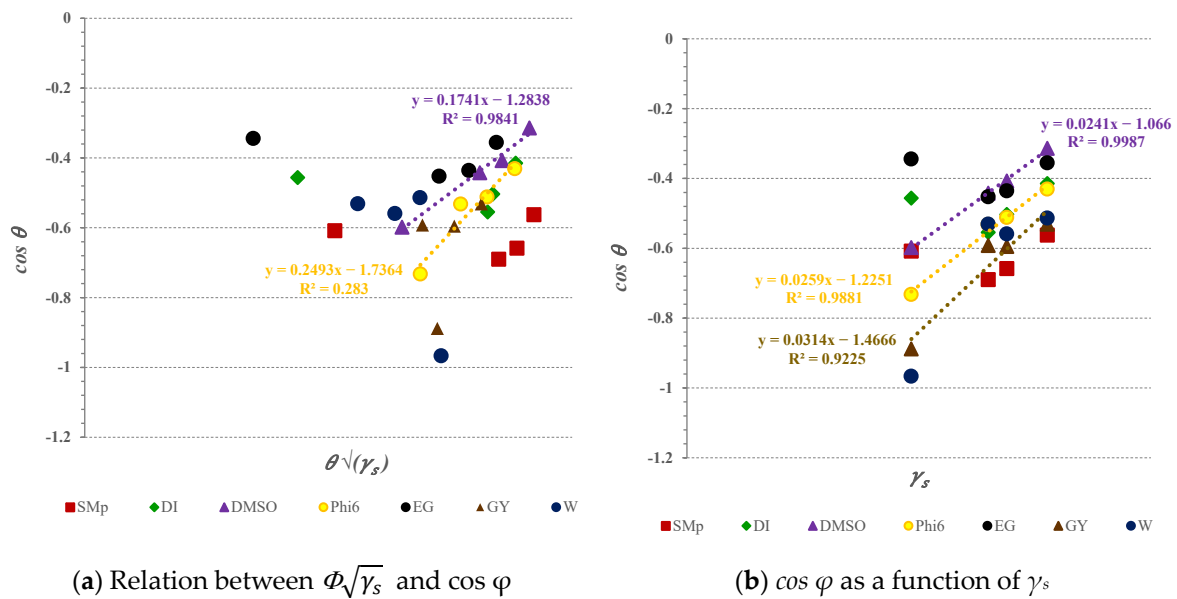 0
-0.2
-0.4
-0.6
-0.8
-1
-1.2
cos θ
y = 0.1741x − 1.2838
R² = 0.9841
y = 0.2493x − 1.7364
R² = 0.283
θ √(γₛ)
SMp DI DMSO Phi6 EG GY W
(a) Relation between Φ√γₛ and cos φ
0
-0.2
-0.4
-0.6
-0.8
-1
-1.2
cos θ
y = 0.0241x − 1.066
R² = 0.9987
y = 0.0259x − 1.2251
R² = 0.9881
y = 0.0314x − 1.4666
R² = 0.9225
γₛ
SMp DI DMSO Phi6 EG GY W
(b) cos φ as a function of γₛ